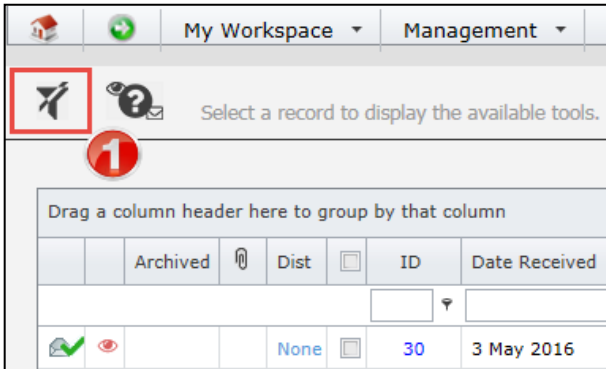 My Workspace Management
Select a record to display the available tools.
1
Drag a column header here to group by that column
Archived Dist ID Date Received
None 30 3 May 2016